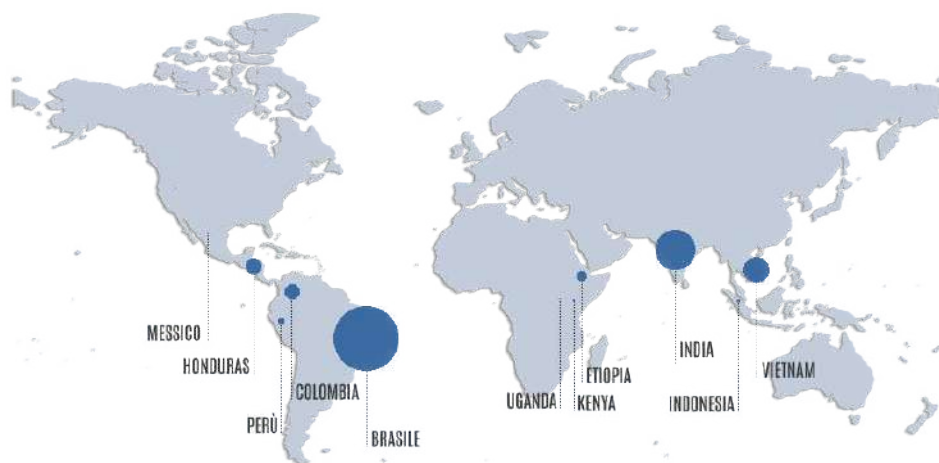 MESSICO
HONDURAS
COLOMBIA
PERÙ
BRASILE
UGANDA
KENYA
ETIOPIA
INDIA
INDONESIA
VIETNAM